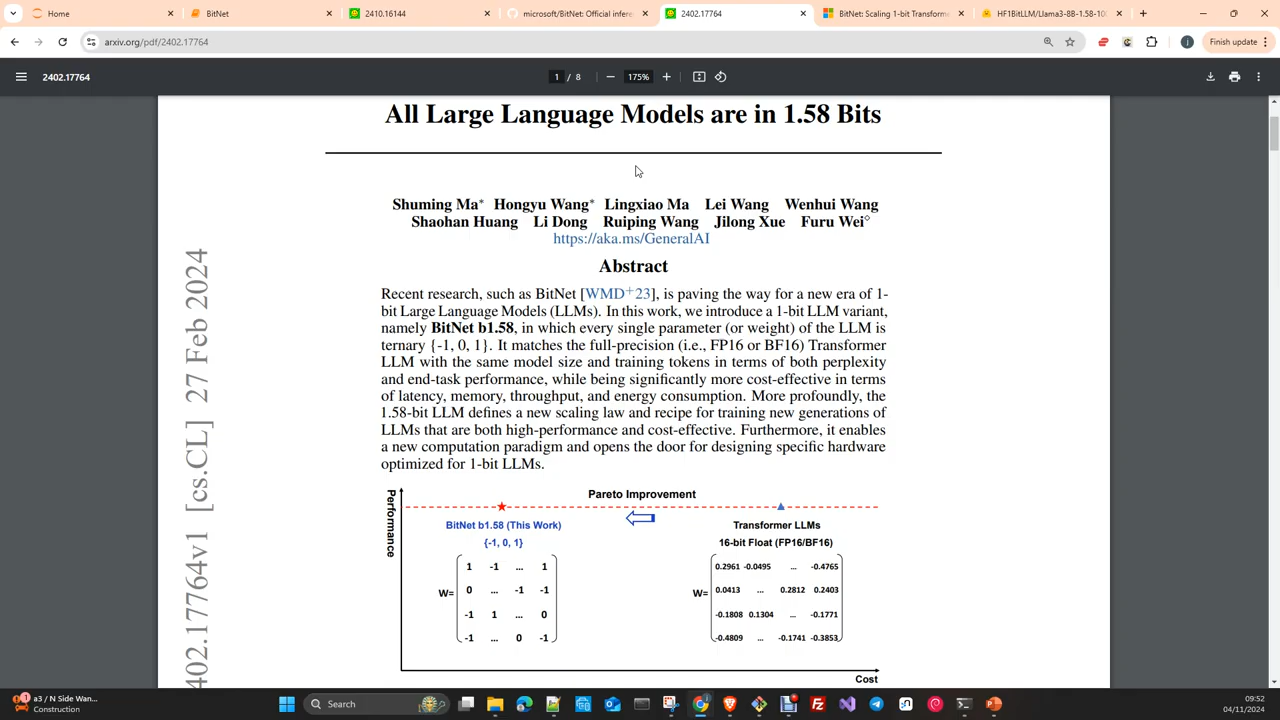 Home
BitNet
2410.16144
microsoft/BitNet: Official infere
2402.17764
BitNet: Scaling 1-bit Transforme
HF1BitLLM/Llama3-8B-1.58-10
arxiv.org/pdf/2402.17764
Finish update
2402.17764
1 / 8
175%
All Large Language Models are in 1.58 Bits
Shuming Ma* Hongyu Wang* Lingxiao Ma Lei Wang Wenhui Wang
Shaohan Huang Li Dong Ruiping Wang Jilong Xue Furu Wei⋄
https://aka.ms/GeneralAI
Abstract
Recent research, such as BitNet [WMD+23], is paving the way for a new era of 1-
bit Large Language Models (LLMs). In this work, we introduce a 1-bit LLM variant,
namely BitNet b1.58, in which every single parameter (or weight) of the LLM is
ternary {-1, 0, 1}. It matches the full-precision (i.e., FP16 or BF16) Transformer
LLM with the same model size and training tokens in terms of both perplexity
and end-task performance, while being significantly more cost-effective in terms
of latency, memory, throughput, and energy consumption. More profoundly, the
1.58-bit LLM defines a new scaling law and recipe for training new generations of
LLMs that are both high-performance and cost-effective. Furthermore, it enables
a new computation paradigm and opens the door for designing specific hardware
optimized for 1-bit LLMs.
402.17764v1 [cs.CL] 27 Feb 2024
Performance
Pareto Improvement
BitNet b1.58 (This Work)
{-1, 0, 1}
W=
1 -1 ... 1
0 ... -1 -1
-1 1 ... 0
-1 ... 0 -1
Transformer LLMs
16-bit Float (FP16/BF16)
W=
0.2961 -0.0495 ... -0.4765
0.0413 ... 0.2812 0.2403
-0.1808 0.1304 ... -0.1771
-0.4809 ... -0.1741 -0.3853
Cost
a3 / N Side Wan...
Construction
Search
09:52
04/11/2024